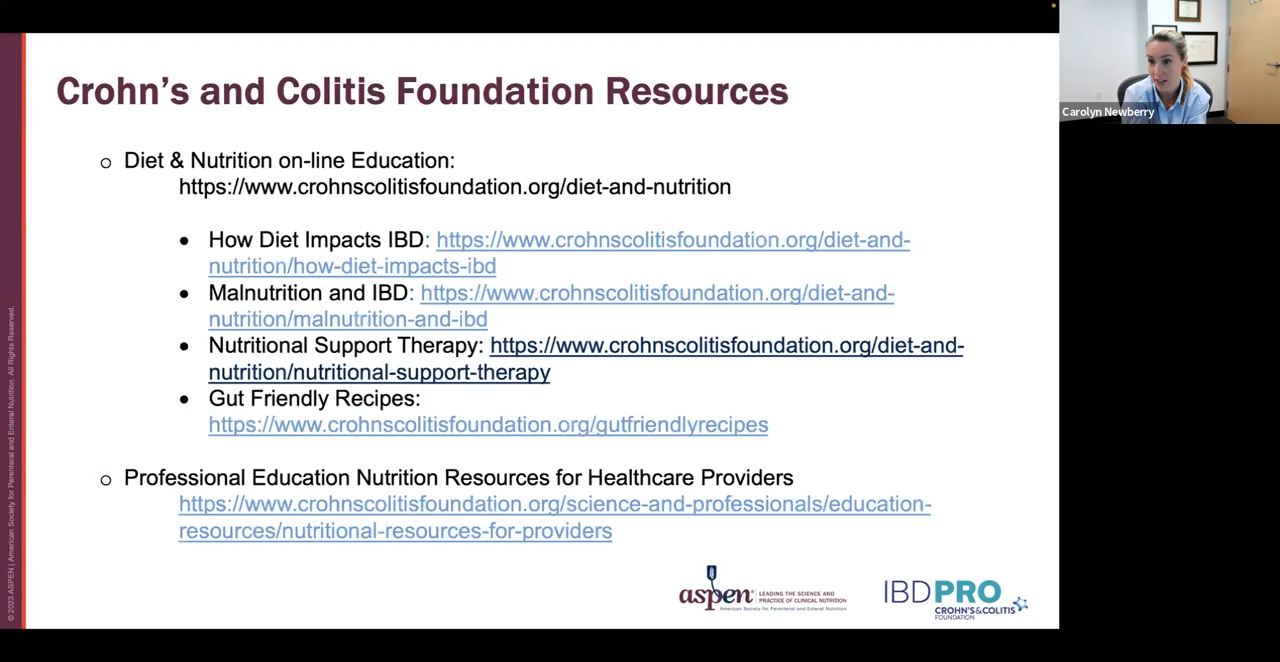 Crohn's and Colitis Foundation Resources
Carolyn Newberry
o Diet & Nutrition on-line Education:
https://www.crohnscolitisfoundation.org/diet-and-nutrition
• How Diet Impacts IBD: https://www.crohnscolitisfoundation.org/diet-and-
nutrition/how-diet-impacts-ibd
• Malnutrition and IBD: https://www.crohnscolitisfoundation.org/diet-and-
nutrition/malnutrition-and-ibd
• Nutritional Support Therapy: https://www.crohnscolitisfoundation.org/diet-and-
nutrition/nutritional-support-therapy
• Gut Friendly Recipes:
https://www.crohnscolitisfoundation.org/gutfriendlyrecipes
o Professional Education Nutrition Resources for Healthcare Providers
https://www.crohnscolitisfoundation.org/science-and-professionals/education-
resources/nutritional-resources-for-providers
© 2023 ASPEN | American Society for Parenteral and Enteral Nutrition. All Rights Reserved.
aspen®
LEADING THE SCIENCE AND
PRACTICE OF CLINICAL NUTRITION
American Society for Parenteral and Enteral Nutrition
IBDPRO
CROHN'S&COLITIS
FOUNDATION